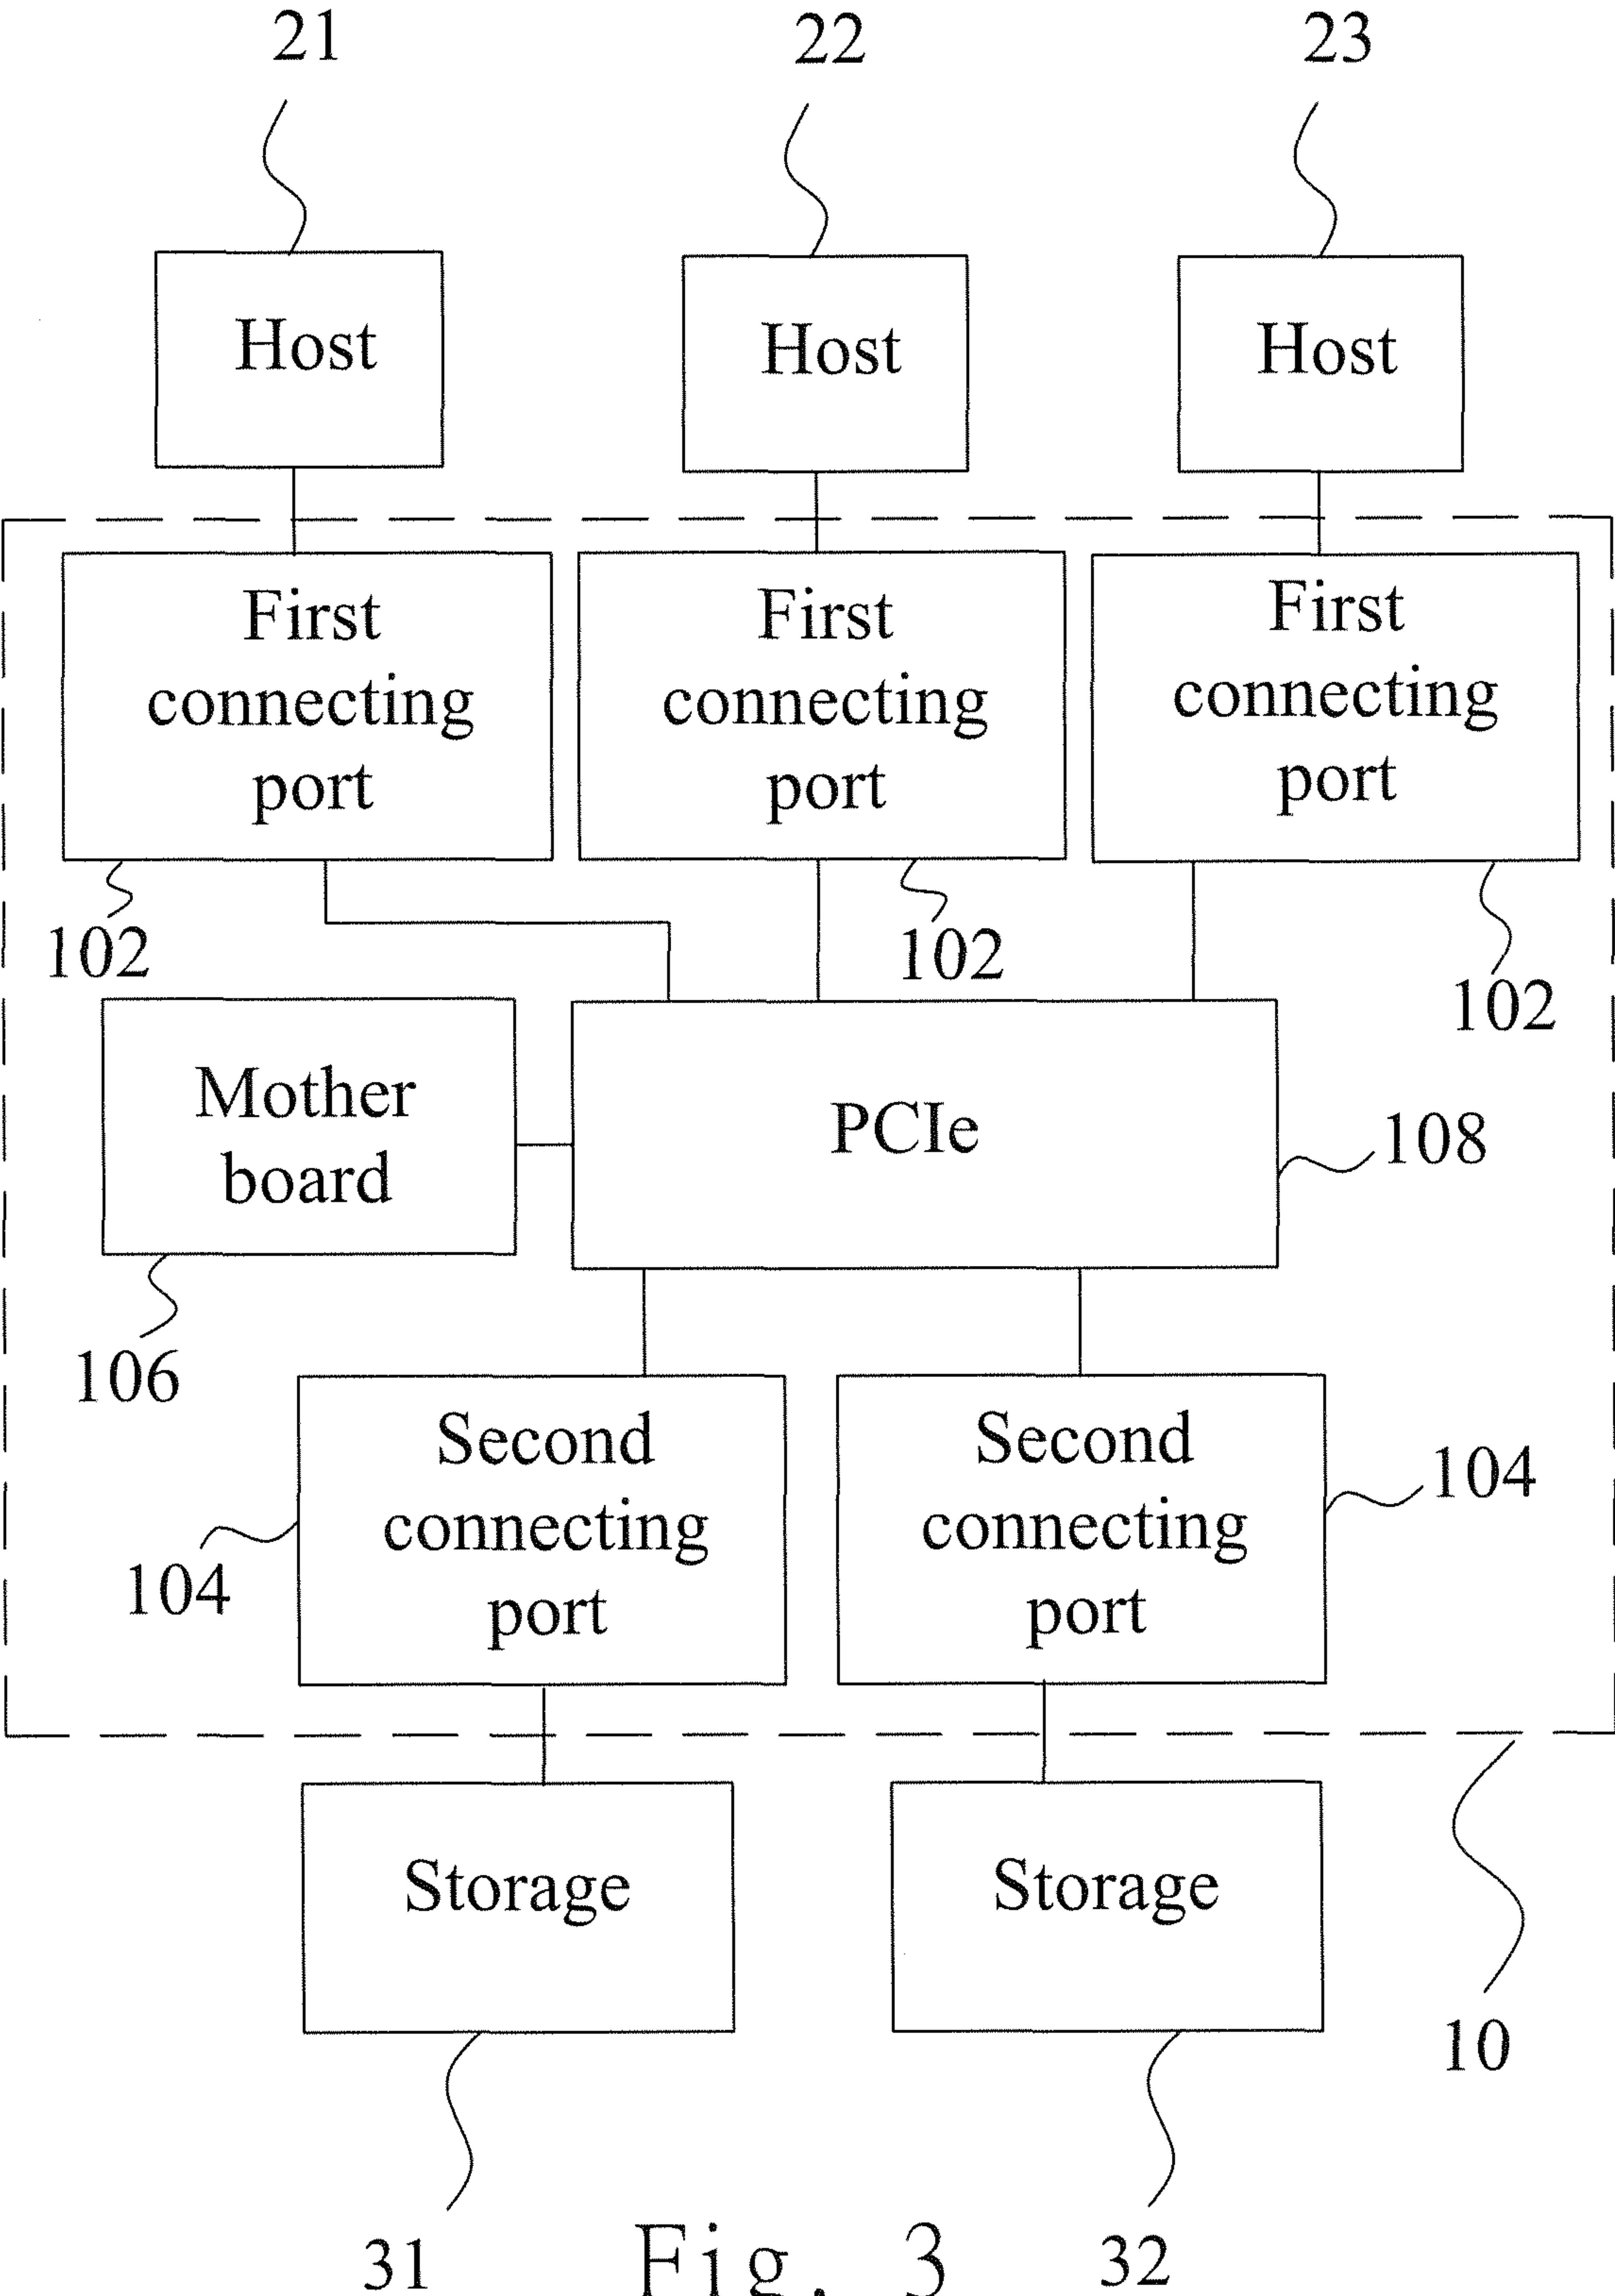 21
22
23
Host
Host
Host
First
connecting
port
First
connecting
port
First
connecting
port
102
102
102
Mother
board
PCIe
108
106
Second
connecting
port
Second
connecting
port
104
104
Storage
Storage
10
31
Fig. 3
32